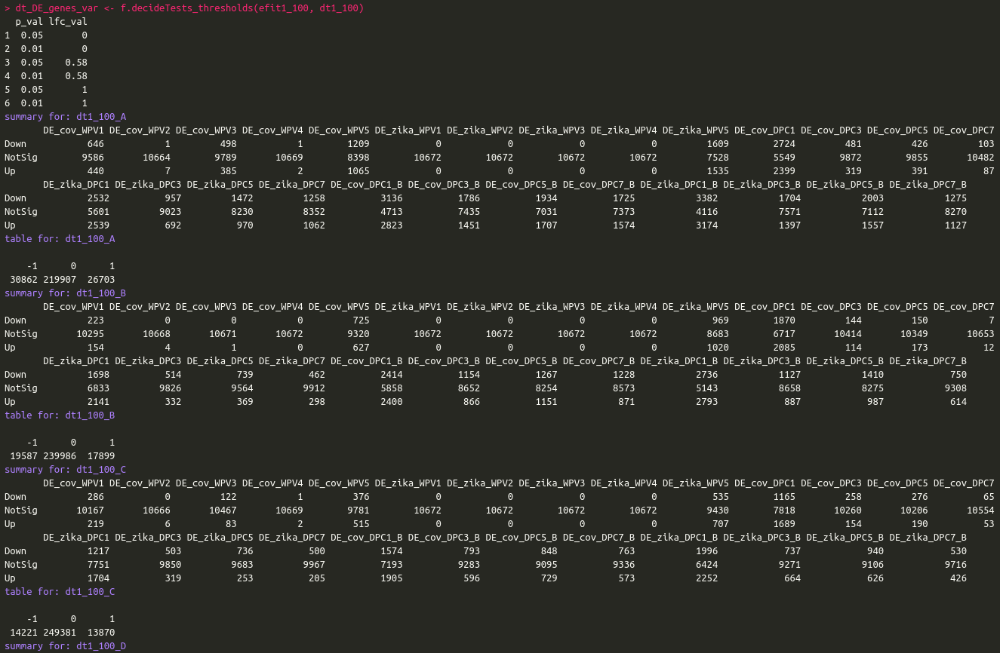 > dt_DE_genes_var <- f.decideTests_thresholds(efit1_100, dt1_100)
  p_val lfc_val
1  0.05       0
2  0.01       0
3  0.05    0.58
4  0.01    0.58
5  0.05       1
6  0.01       1
summary for: dt1_100_A
       DE_cov_WPV1 DE_cov_WPV2 DE_cov_WPV3 DE_cov_WPV4 DE_cov_WPV5 DE_zika_WPV1 DE_zika_WPV2 DE_zika_WPV3 DE_zika_WPV4 DE_zika_WPV5 DE_cov_DPC1 DE_cov_DPC3 DE_cov_DPC5 DE_cov_DPC7
Down           646           1         498           1        1209            0            0            0            0         1609        2724         481         426         103
NotSig        9586       10664        9789       10669        8398        10672        10672        10672        10672         7528        5549        9872        9855       10482
Up             440           7         385           2        1065            0            0            0            0         1535        2399         319         391          87
       DE_zika_DPC1 DE_zika_DPC3 DE_zika_DPC5 DE_zika_DPC7 DE_cov_DPC1_B DE_cov_DPC3_B DE_cov_DPC5_B DE_cov_DPC7_B DE_zika_DPC1_B DE_zika_DPC3_B DE_zika_DPC5_B DE_zika_DPC7_B
Down           2532          957         1472         1258          3136          1786          1934          1725           3382           1704           2003           1275
NotSig         5601         9023         8230         8352          4713          7435          7031          7373           4116           7571           7112           8270
Up             2539          692          970         1062          2823          1451          1707          1574           3174           1397           1557           1127
table for: dt1_100_A
    -1      0      1
 30862 219907  26703
summary for: dt1_100_B
       DE_cov_WPV1 DE_cov_WPV2 DE_cov_WPV3 DE_cov_WPV4 DE_cov_WPV5 DE_zika_WPV1 DE_zika_WPV2 DE_zika_WPV3 DE_zika_WPV4 DE_zika_WPV5 DE_cov_DPC1 DE_cov_DPC3 DE_cov_DPC5 DE_cov_DPC7
Down           223           0           0           0         725            0            0            0            0          969        1870         144         150           7
NotSig       10295       10668       10671       10672        9320        10672        10672        10672        10672         8683        6717       10414       10349       10653
Up             154           4           1           0         627            0            0            0            0         1020        2085         114         173          12
       DE_zika_DPC1 DE_zika_DPC3 DE_zika_DPC5 DE_zika_DPC7 DE_cov_DPC1_B DE_cov_DPC3_B DE_cov_DPC5_B DE_cov_DPC7_B DE_zika_DPC1_B DE_zika_DPC3_B DE_zika_DPC5_B DE_zika_DPC7_B
Down           1698          514          739          462          2414          1154          1267          1228           2736           1127           1410            750
NotSig         6833         9826         9564         9912          5858          8652          8254          8573           5143           8658           8275           9308
Up             2141          332          369          298          2400           866          1151           871           2793            887            987            614
table for: dt1_100_B
    -1      0      1
 19587 239986  17899
summary for: dt1_100_C
       DE_cov_WPV1 DE_cov_WPV2 DE_cov_WPV3 DE_cov_WPV4 DE_cov_WPV5 DE_zika_WPV1 DE_zika_WPV2 DE_zika_WPV3 DE_zika_WPV4 DE_zika_WPV5 DE_cov_DPC1 DE_cov_DPC3 DE_cov_DPC5 DE_cov_DPC7
Down           286           0         122           1         376            0            0            0            0          535        1165         258         276          65
NotSig       10167       10666       10467       10669        9781        10672        10672        10672        10672         9430        7818       10260       10206       10554
Up             219           6          83           2         515            0            0            0            0          707        1689         154         190          53
       DE_zika_DPC1 DE_zika_DPC3 DE_zika_DPC5 DE_zika_DPC7 DE_cov_DPC1_B DE_cov_DPC3_B DE_cov_DPC5_B DE_cov_DPC7_B DE_zika_DPC1_B DE_zika_DPC3_B DE_zika_DPC5_B DE_zika_DPC7_B
Down           1217          503          736          500          1574           793           848           763           1996            737            940            530
NotSig         7751         9850         9683         9967          7193          9283          9095          9336           6424           9271           9106           9716
Up             1704          319          253          205          1905           596           729           573           2252            664            626            426
table for: dt1_100_C
    -1      0      1
 14221 249381  13870
summary for: dt1_100_D